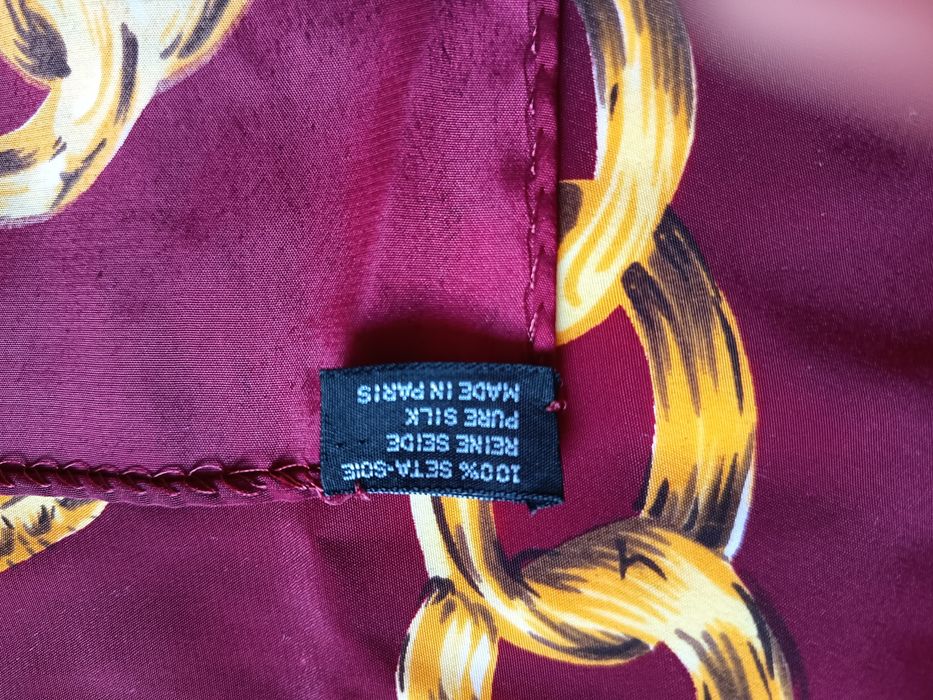 100% SETA-SOIE
REINE SEIDE
PURE SILK
MADE IN PARIS